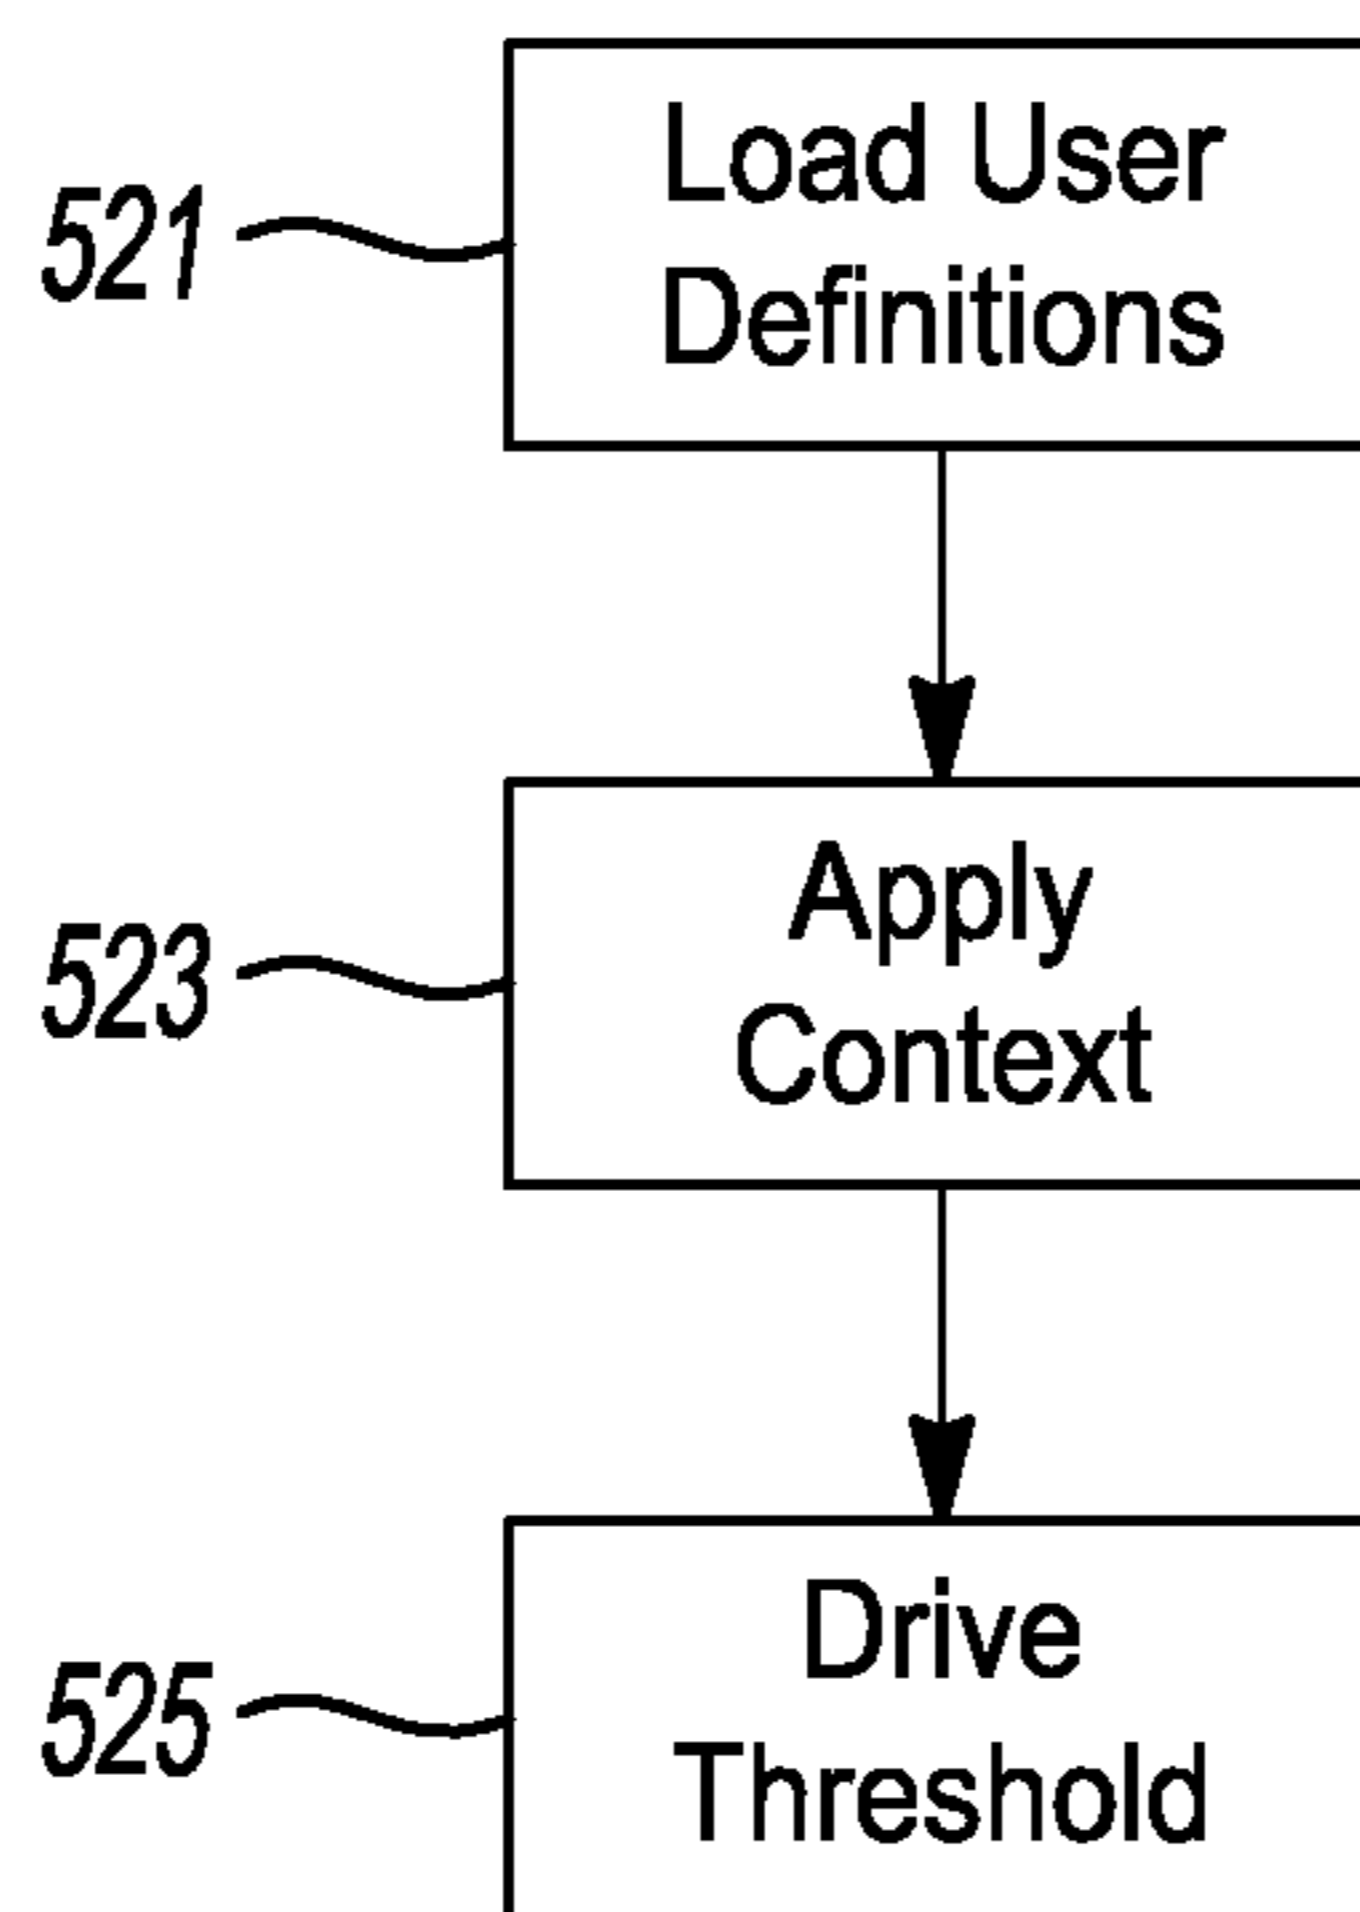 521
Load User
Definitions
523
Apply
Context
525
Drive
Threshold